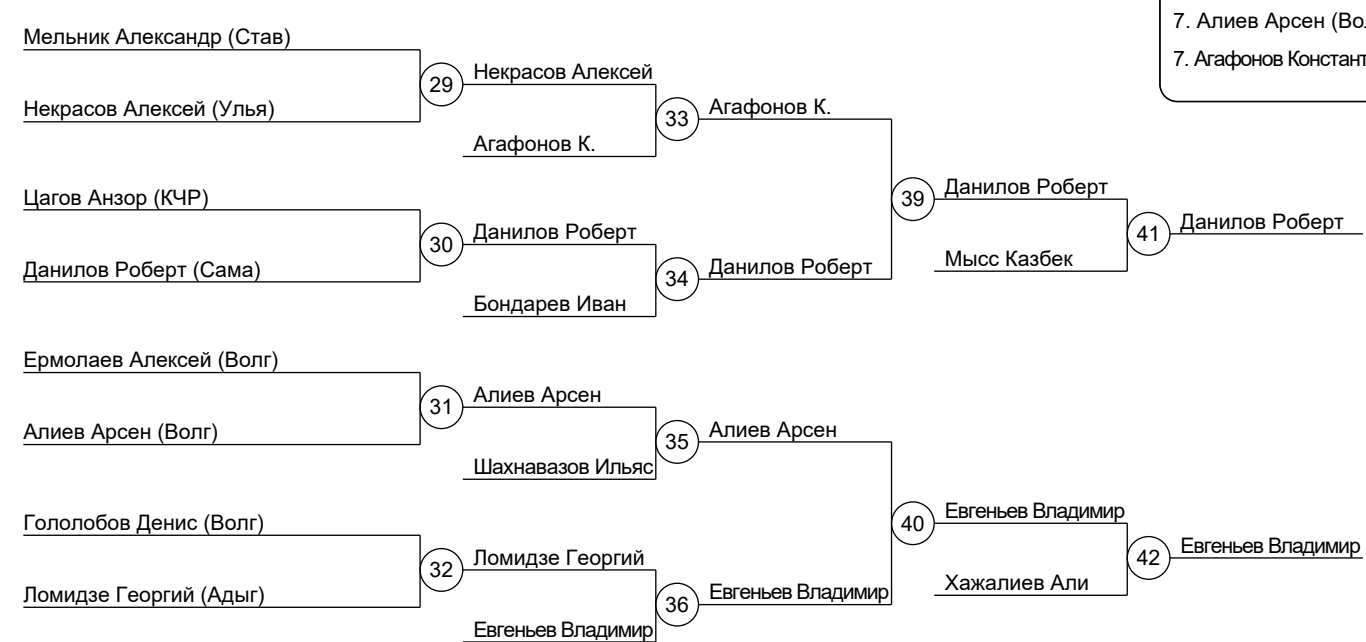 7. Алиев Арсен
7. Агафонов
Мельник Александр (Став)
29
Некрасов Алексей
Некрасов Алексей (Улья)
33
Агафонов К.
Агафонов К.
Цагов Анзор (КЧР)
39
Данилов Роберт
30
Данилов Роберт
41
Данилов Роберт
Данилов Роберт (Сама)
34
Данилов Роберт
Мысс Казбек
Бондарев Иван
Ермолаев Алексей (Волг)
31
Алиев Арсен
Алиев Арсен (Волг)
35
Алиев Арсен
Шахнавазов Ильяс
Гололобов Денис (Волг)
40
Евгеньев Владимир
32
Ломидзе Георгий
42
Евгеньев Владимир
Ломидзе Георгий (Адыг)
36
Евгеньев Владимир
Хажалиев Али
Евгеньев Владимир